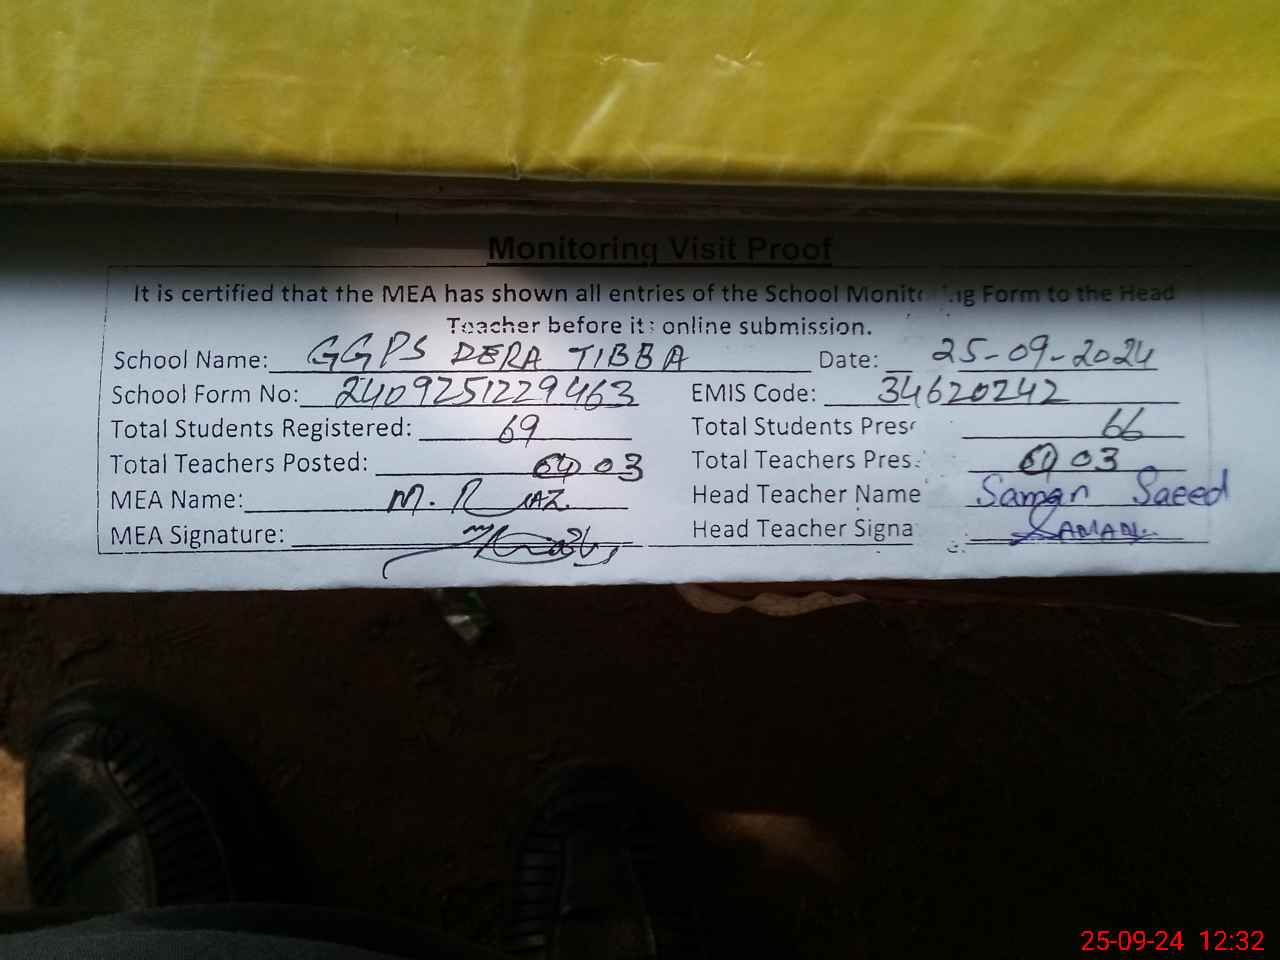 Monitoring Visit Proof
It is certified that the MEA has shown all entries of the School Monitoring Form to the Head
Teacher before its online submission.
School Name: GGPS DERA TIBBA Date: 25-09-2024
School Form No: 2409251229463 EMIS Code: 34620242
Total Students Registered: 69 Total Students Pres 66
Total Teachers Posted: 03 Total Teachers Pres 03
MEA Name: M. RIAZ Head Teacher Name Saman Saeed
MEA Signature: Head Teacher Signa SAMAN
25-09-24 12:32